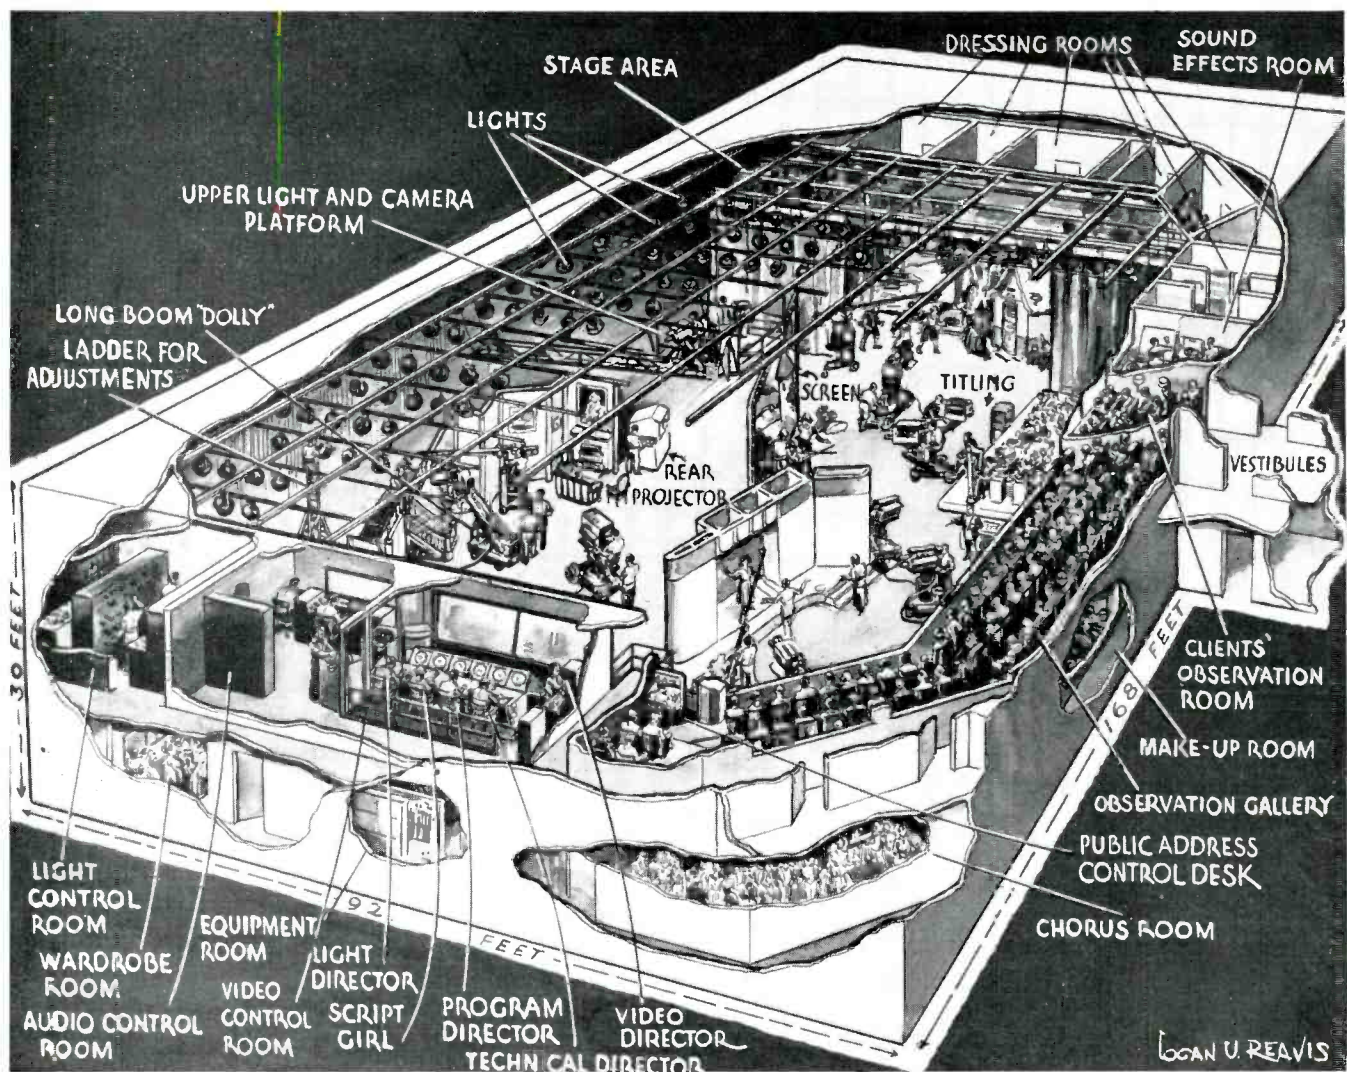 DRESSING ROOMS
SOUND
EFFECTS ROOM
STAGE AREA
LIGHTS
UPPER LIGHT AND CAMERA
PLATFORM
LONG BOOM "DOLLY"
LADDER FOR
ADJUSTMENTS
SCREEN
TITLING
REAR
PROJECTOR
VESTIBULES
30 FEET
168 FEET
92 FEET
CLIENTS'
OBSERVATION
ROOM
MAKE-UP ROOM
OBSERVATION GALLERY
PUBLIC ADDRESS
CONTROL DESK
CHORUS ROOM
LIGHT
CONTROL
ROOM
WARDROBE
ROOM
AUDIO CONTROL
ROOM
EQUIPMENT
ROOM
VIDEO
CONTROL
ROOM
LIGHT
DIRECTOR
SCRIPT
GIRL
PROGRAM
DIRECTOR
TECHNICAL DIRECTOR
VIDEO
DIRECTOR
LOGAN U. REAVIS